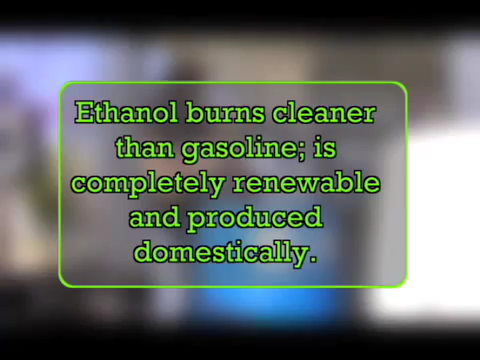 Ethanol burns cleaner
than gasoline; is
completely renewable
and produced
domestically.